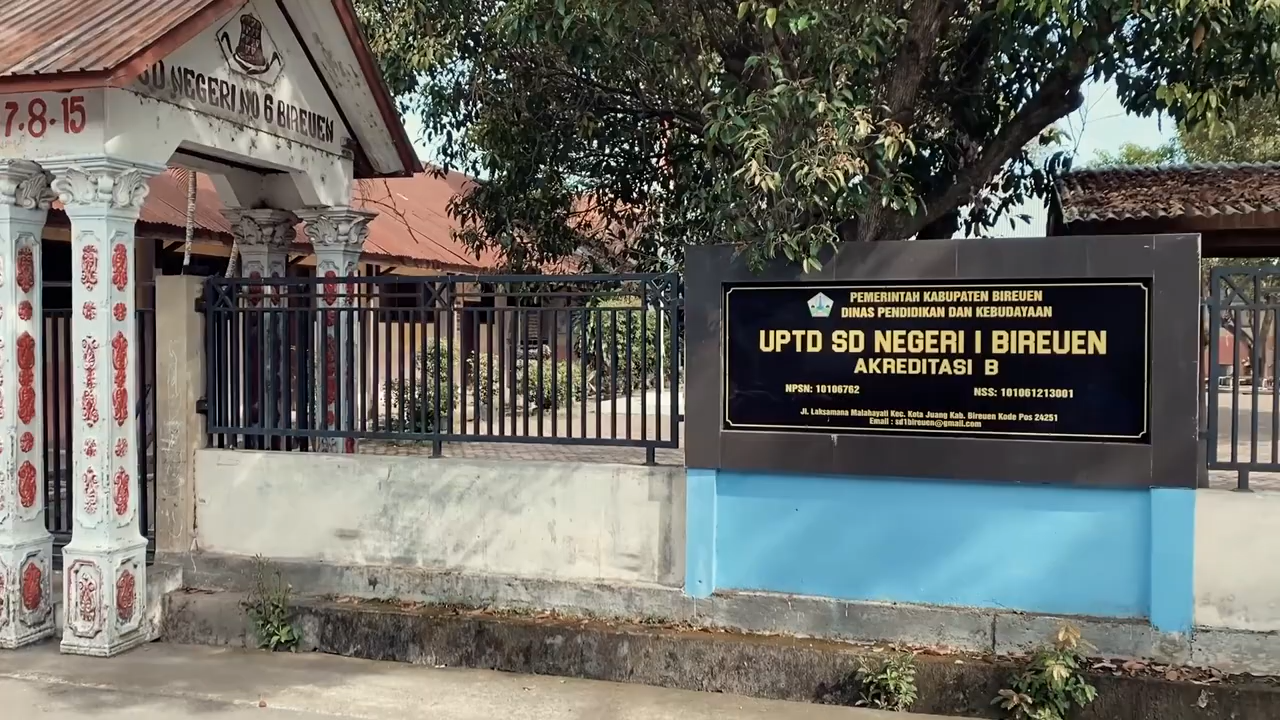 SD NEGERI NO 6 BIREUEN
7.8.15
PEMERINTAH KABUPATEN BIREUEN
DINAS PENDIDIKAN DAN KEBUDAYAAN
UPTD SD NEGERI I BIREUEN
AKREDITASI B
NPSN: 10106762
NSS: 101061213001
Jl. Laksamana Malahayati Kec. Kota Juang Kab. Bireuen Kode Pos 24251
Email : sd1bireuen@gmail.com